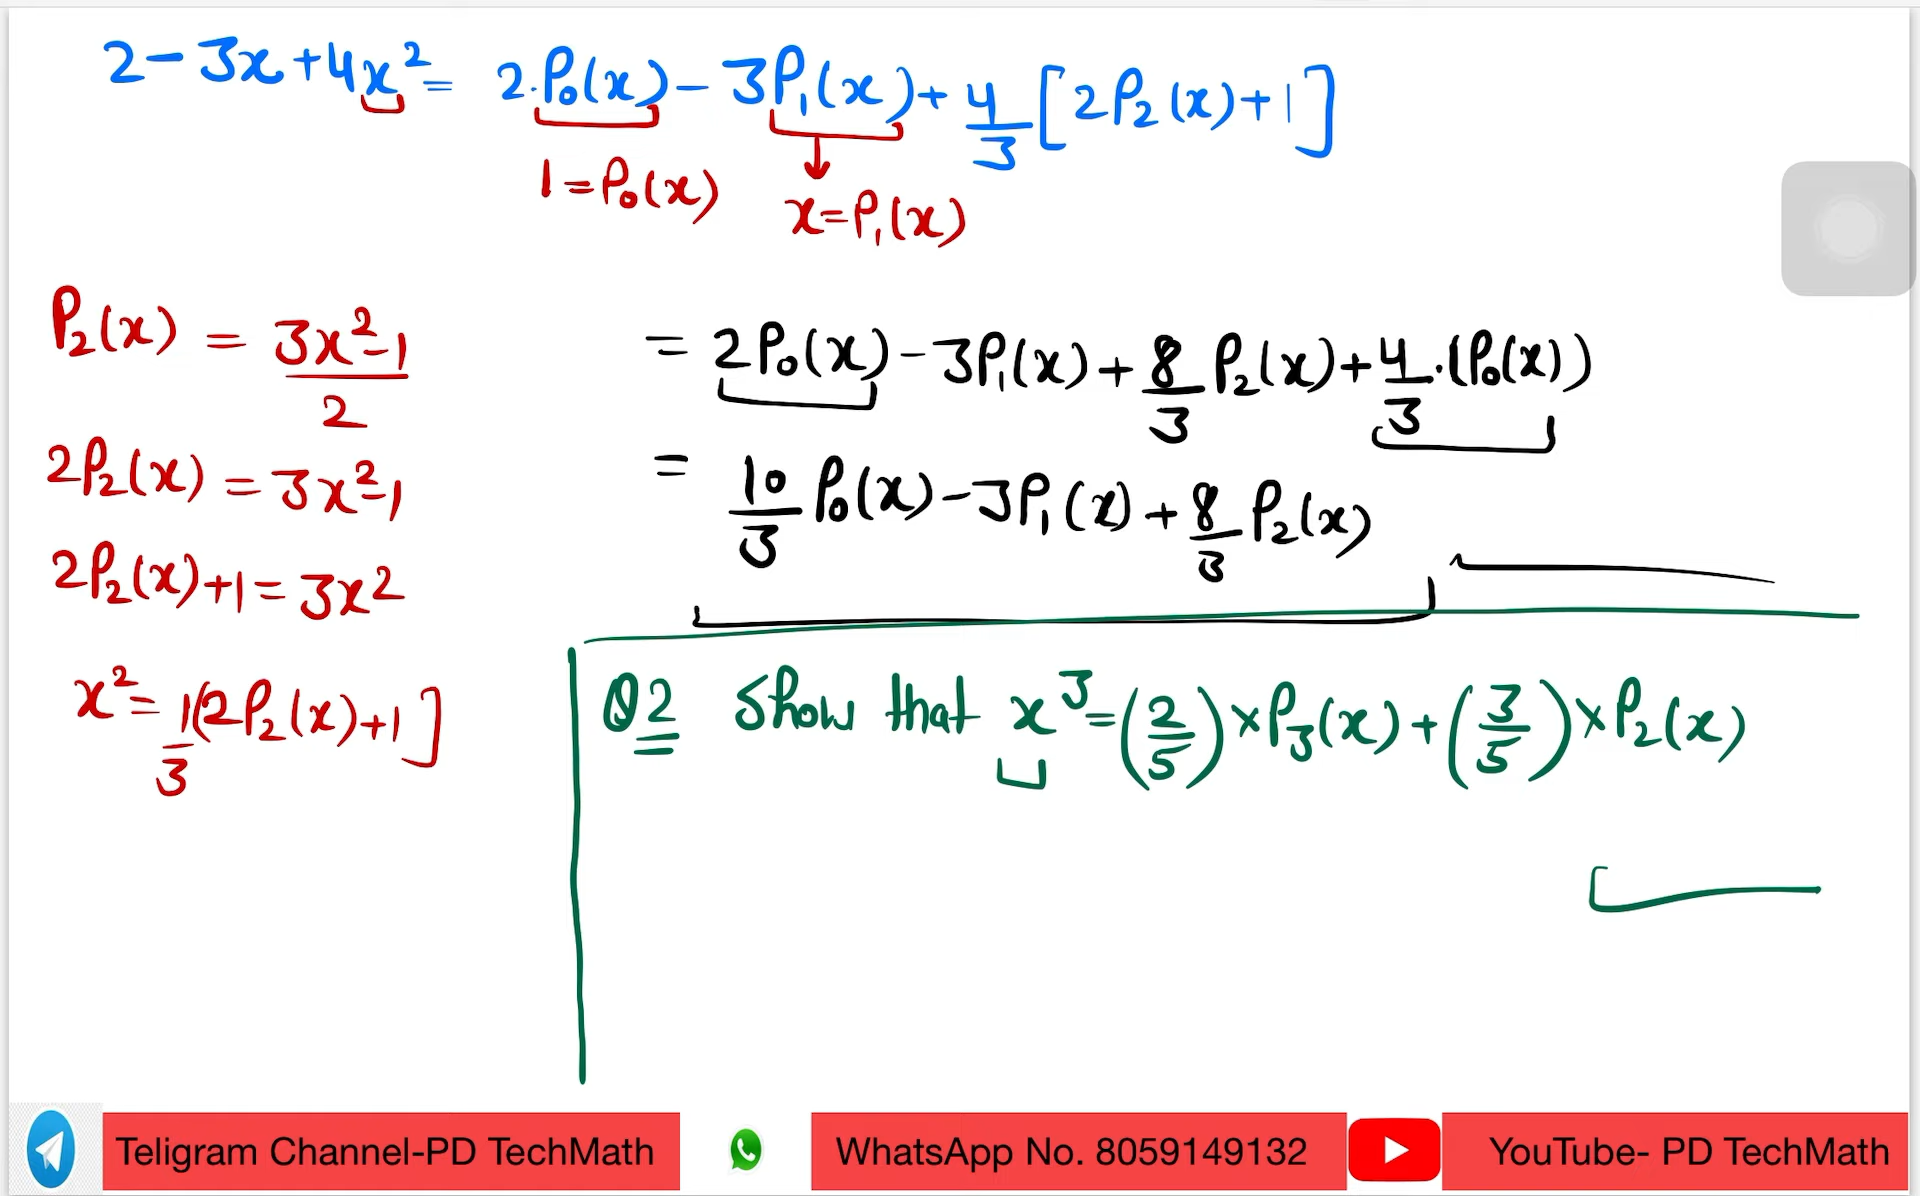 2-3x+4x² = 2.P₀(x)-3P₁(x)+4/3[2P₂(x)+1]
1=P₀(x)
x=P₁(x)
P₂(x) = 3x²-1/2
2P₂(x) = 3x²-1
2P₂(x)+1=3x²
x²=1/3(2P₂(x)+1]
= 2P₀(x)-3P₁(x)+8/3 P₂(x)+4/3.(P₀(x))
= 10/3 P₀(x)-3P₁(x)+8/3 P₂(x)
Q2 Show that x³=(2/5)×P₃(x)+(3/5)×P₂(x)
Teligram Channel-PD TechMath
WhatsApp No. 8059149132
YouTube- PD TechMath